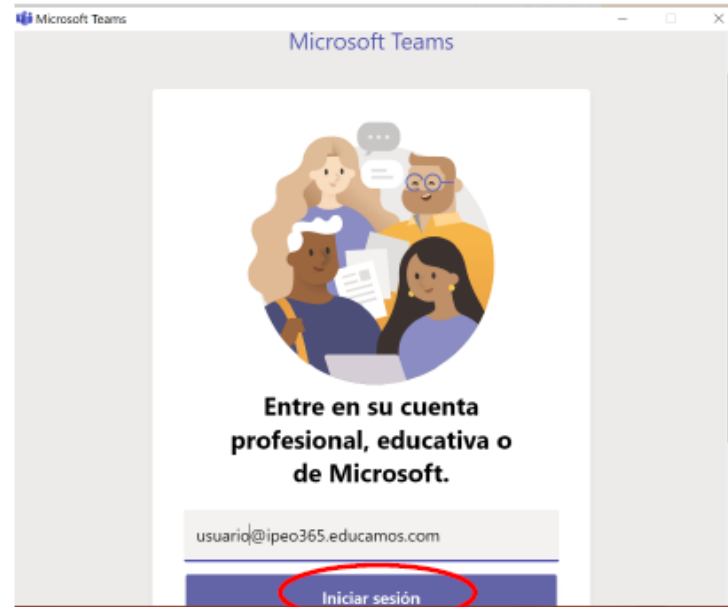 Microsoft Teams
Microsoft Teams
Entre en su cuenta
profesional, educativa o
de Microsoft.
usuario@ipeo365.educamos.com
Iniciar sesión